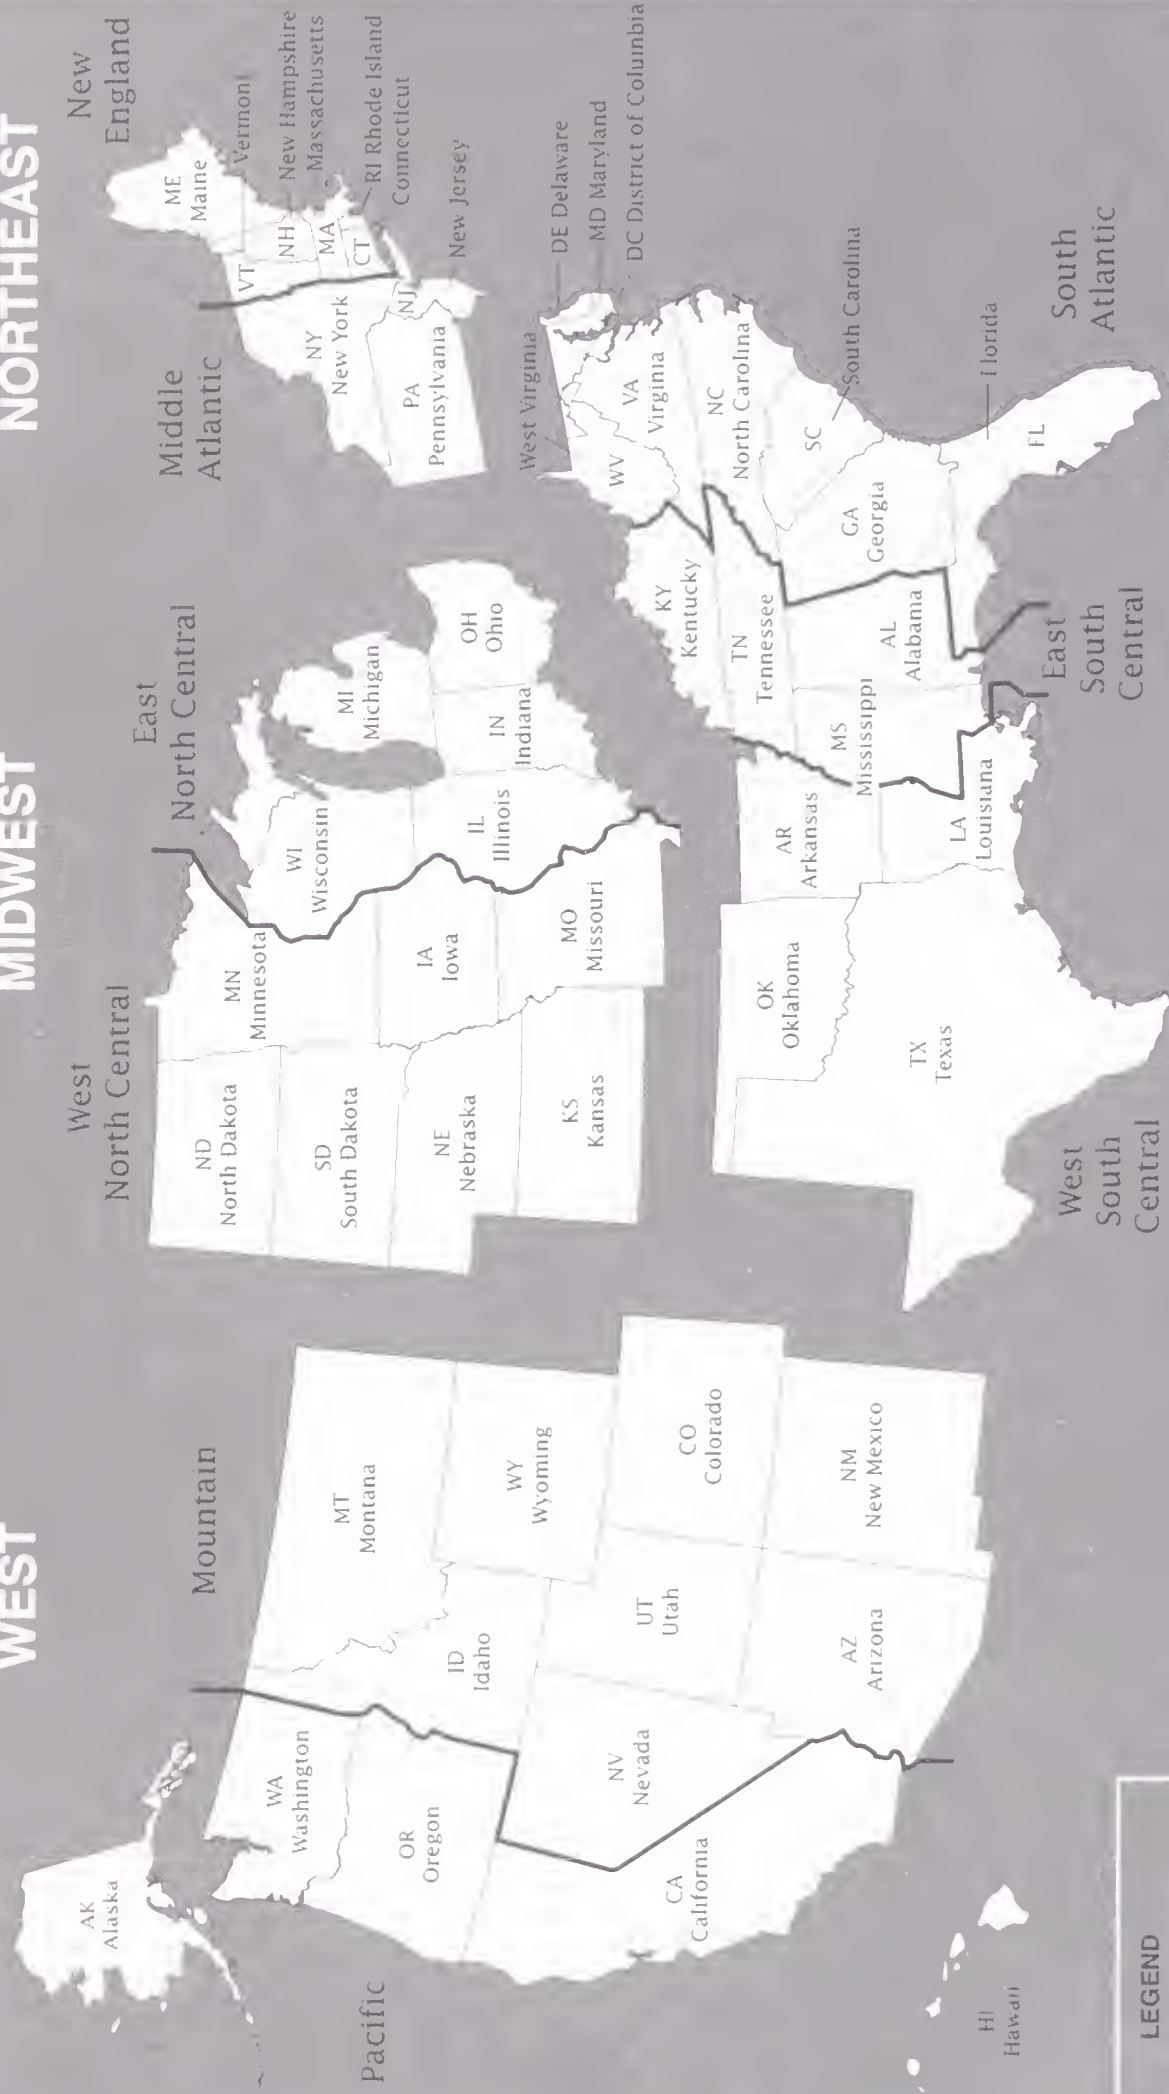 WEST
MIDWEST
NORTHEAST
Pacific
Mountain
West
North Central
East
North Central
Middle
Atlantic
New
England
AK
Alaska
WA
Washington
OR
Oregon
CA
California
HI
Hawaii
MT
Montana
ID
Idaho
WY
Wyoming
NV
Nevada
UT
Utah
CO
Colorado
AZ
Arizona
NM
New Mexico
ND
North Dakota
SD
South Dakota
NE
Nebraska
KS
Kansas
MN
Minnesota
IA
Iowa
MO
Missouri
WI
Wisconsin
IL
Illinois
MI
Michigan
IN
Indiana
OH
Ohio
NY
New York
PA
Pennsylvania
NJ
New Jersey
ME
Maine
VT
Vermont
NH
New Hampshire
MA
Massachusetts
RI Rhode Island
CT
Connecticut
DE Delaware
MD Maryland
DC District of Columbia
West Virginia
WV
VA
Virginia
NC
North Carolina
SC
South Carolina
GA
Georgia
FL
Florida
KY
Kentucky
TN
Tennessee
AL
Alabama
MS
Mississippi
AR
Arkansas
LA
Louisiana
OK
Oklahoma
TX
Texas
West
South
Central
East
South
Central
South
Atlantic
LEGEND